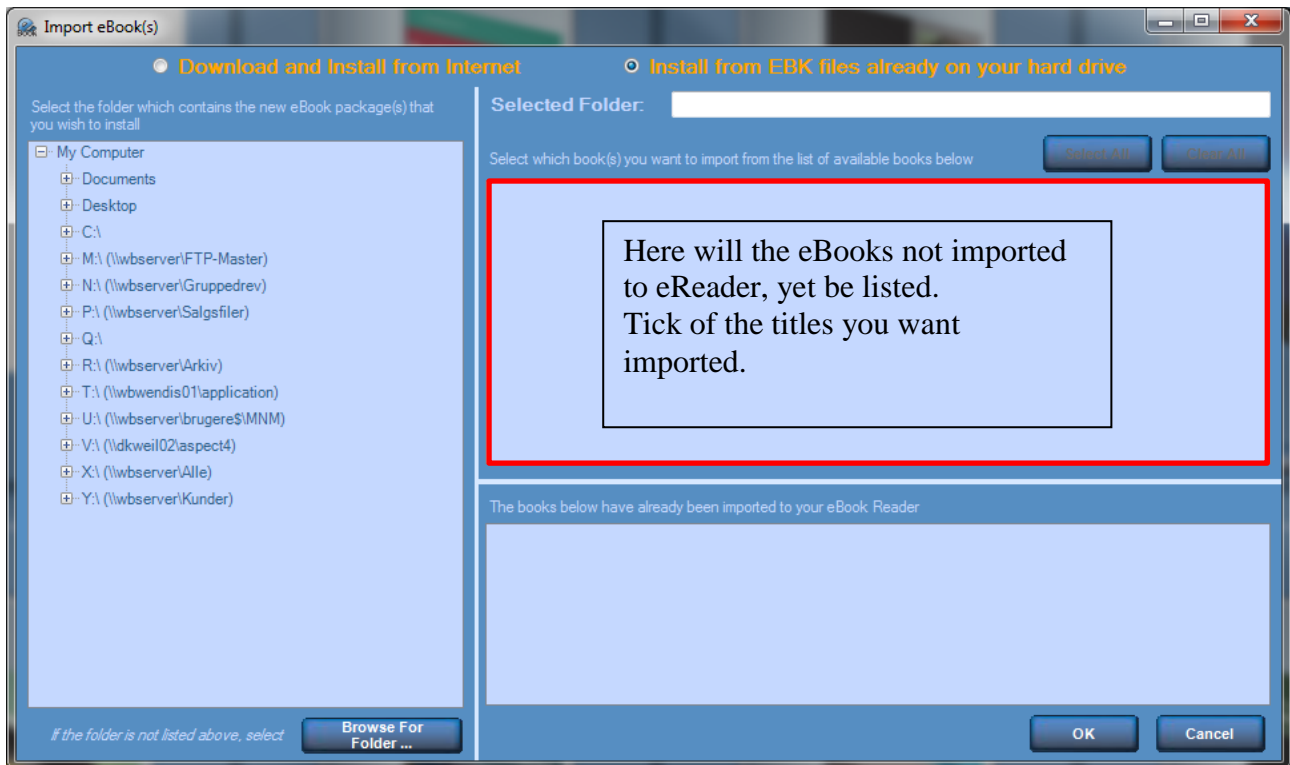 Import eBook(s)
Download and Install from Internet
Install from EBK files already on your hard drive
Select the folder which contains the new eBook package(s) that
you wish to install
My Computer
Documents
Desktop
C:\
M:\ (\\wbserver\FTP-Master)
N:\ (\\wbserver\Gruppedrev)
P:\ (\\wbserver\Salgsfiler)
Q:\
R:\ (\\wbserver\Arkiv)
T:\ (\\wbwendis01\application)
U:\ (\\wbserver\brugere$\MNM)
V:\ (\\dkweil02\aspect4)
X:\ (\\wbserver\Alle)
Y:\ (\\wbserver\Kunder)
If the folder is not listed above, select
Browse For
Folder ...
Selected Folder:
Select which book(s) you want to import from the list of available books below
Select All
Clear All
Here will the eBooks not imported
to eReader, yet be listed.
Tick of the titles you want
imported.
The books below have already been imported to your eBook Reader
OK
Cancel